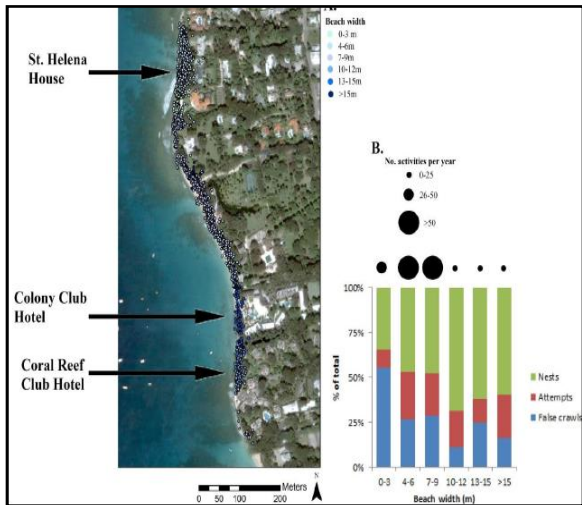 A.
Beach width
0-3 m
4-6m
7-9m
10-12m
13-15m
>15m
St. Helena
House
Colony Club
Hotel
Coral Reef
Club Hotel
N
Meters
0 50 100 200
B.
No. activities per year
0-25
26-50
>50
100%
75%
50%
25%
0%
% of total
0-3 4-6 7-9 10-12 13-15 >15
Beach width (m)
Nests
Attempts
False crawls